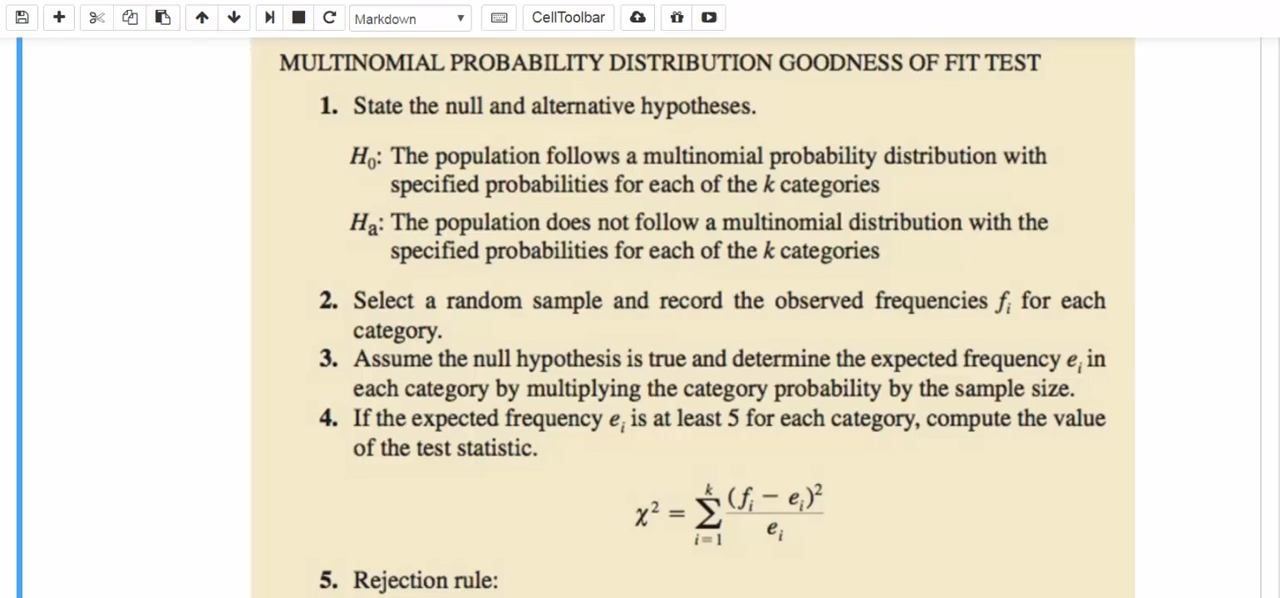 Markdown
CellToolbar
MULTINOMIAL PROBABILITY DISTRIBUTION GOODNESS OF FIT TEST
1. State the null and alternative hypotheses.
H₀: The population follows a multinomial probability distribution with
specified probabilities for each of the k categories
Hₐ: The population does not follow a multinomial distribution with the
specified probabilities for each of the k categories
2. Select a random sample and record the observed frequencies fᵢ for each
category.
3. Assume the null hypothesis is true and determine the expected frequency eᵢ in
each category by multiplying the category probability by the sample size.
4. If the expected frequency eᵢ is at least 5 for each category, compute the value
of the test statistic.
χ² = Σ_{i=1}^{k} (fᵢ − eᵢ)² / eᵢ
5. Rejection rule: